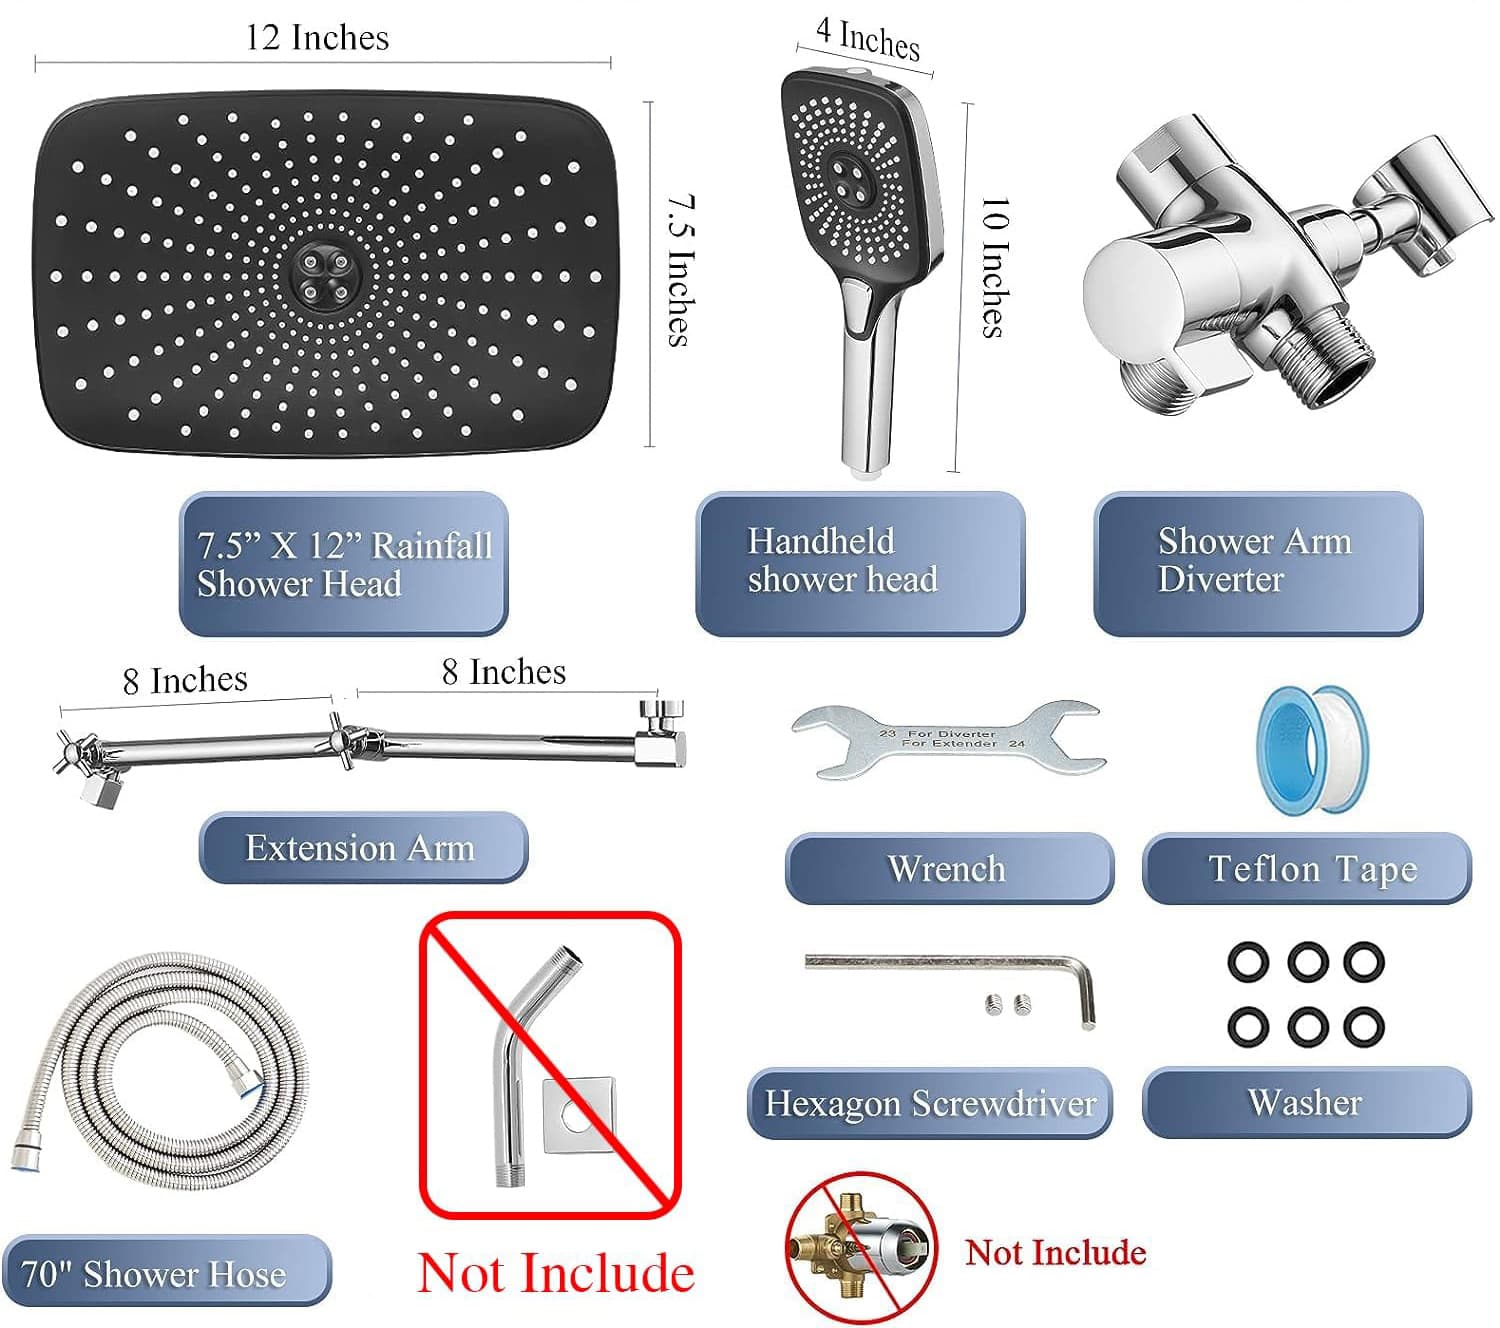 12 Inches
4 Inches
7.5 Inches
10 Inches
7.5” X 12” Rainfall
Shower Head
Handheld
shower head
Shower Arm
Diverter
8 Inches
8 Inches
23 For Diverter
For Extender 24
Extension Arm
Wrench
Teflon Tape
Hexagon Screwdriver
Washer
70" Shower Hose
Not Include
Not Include